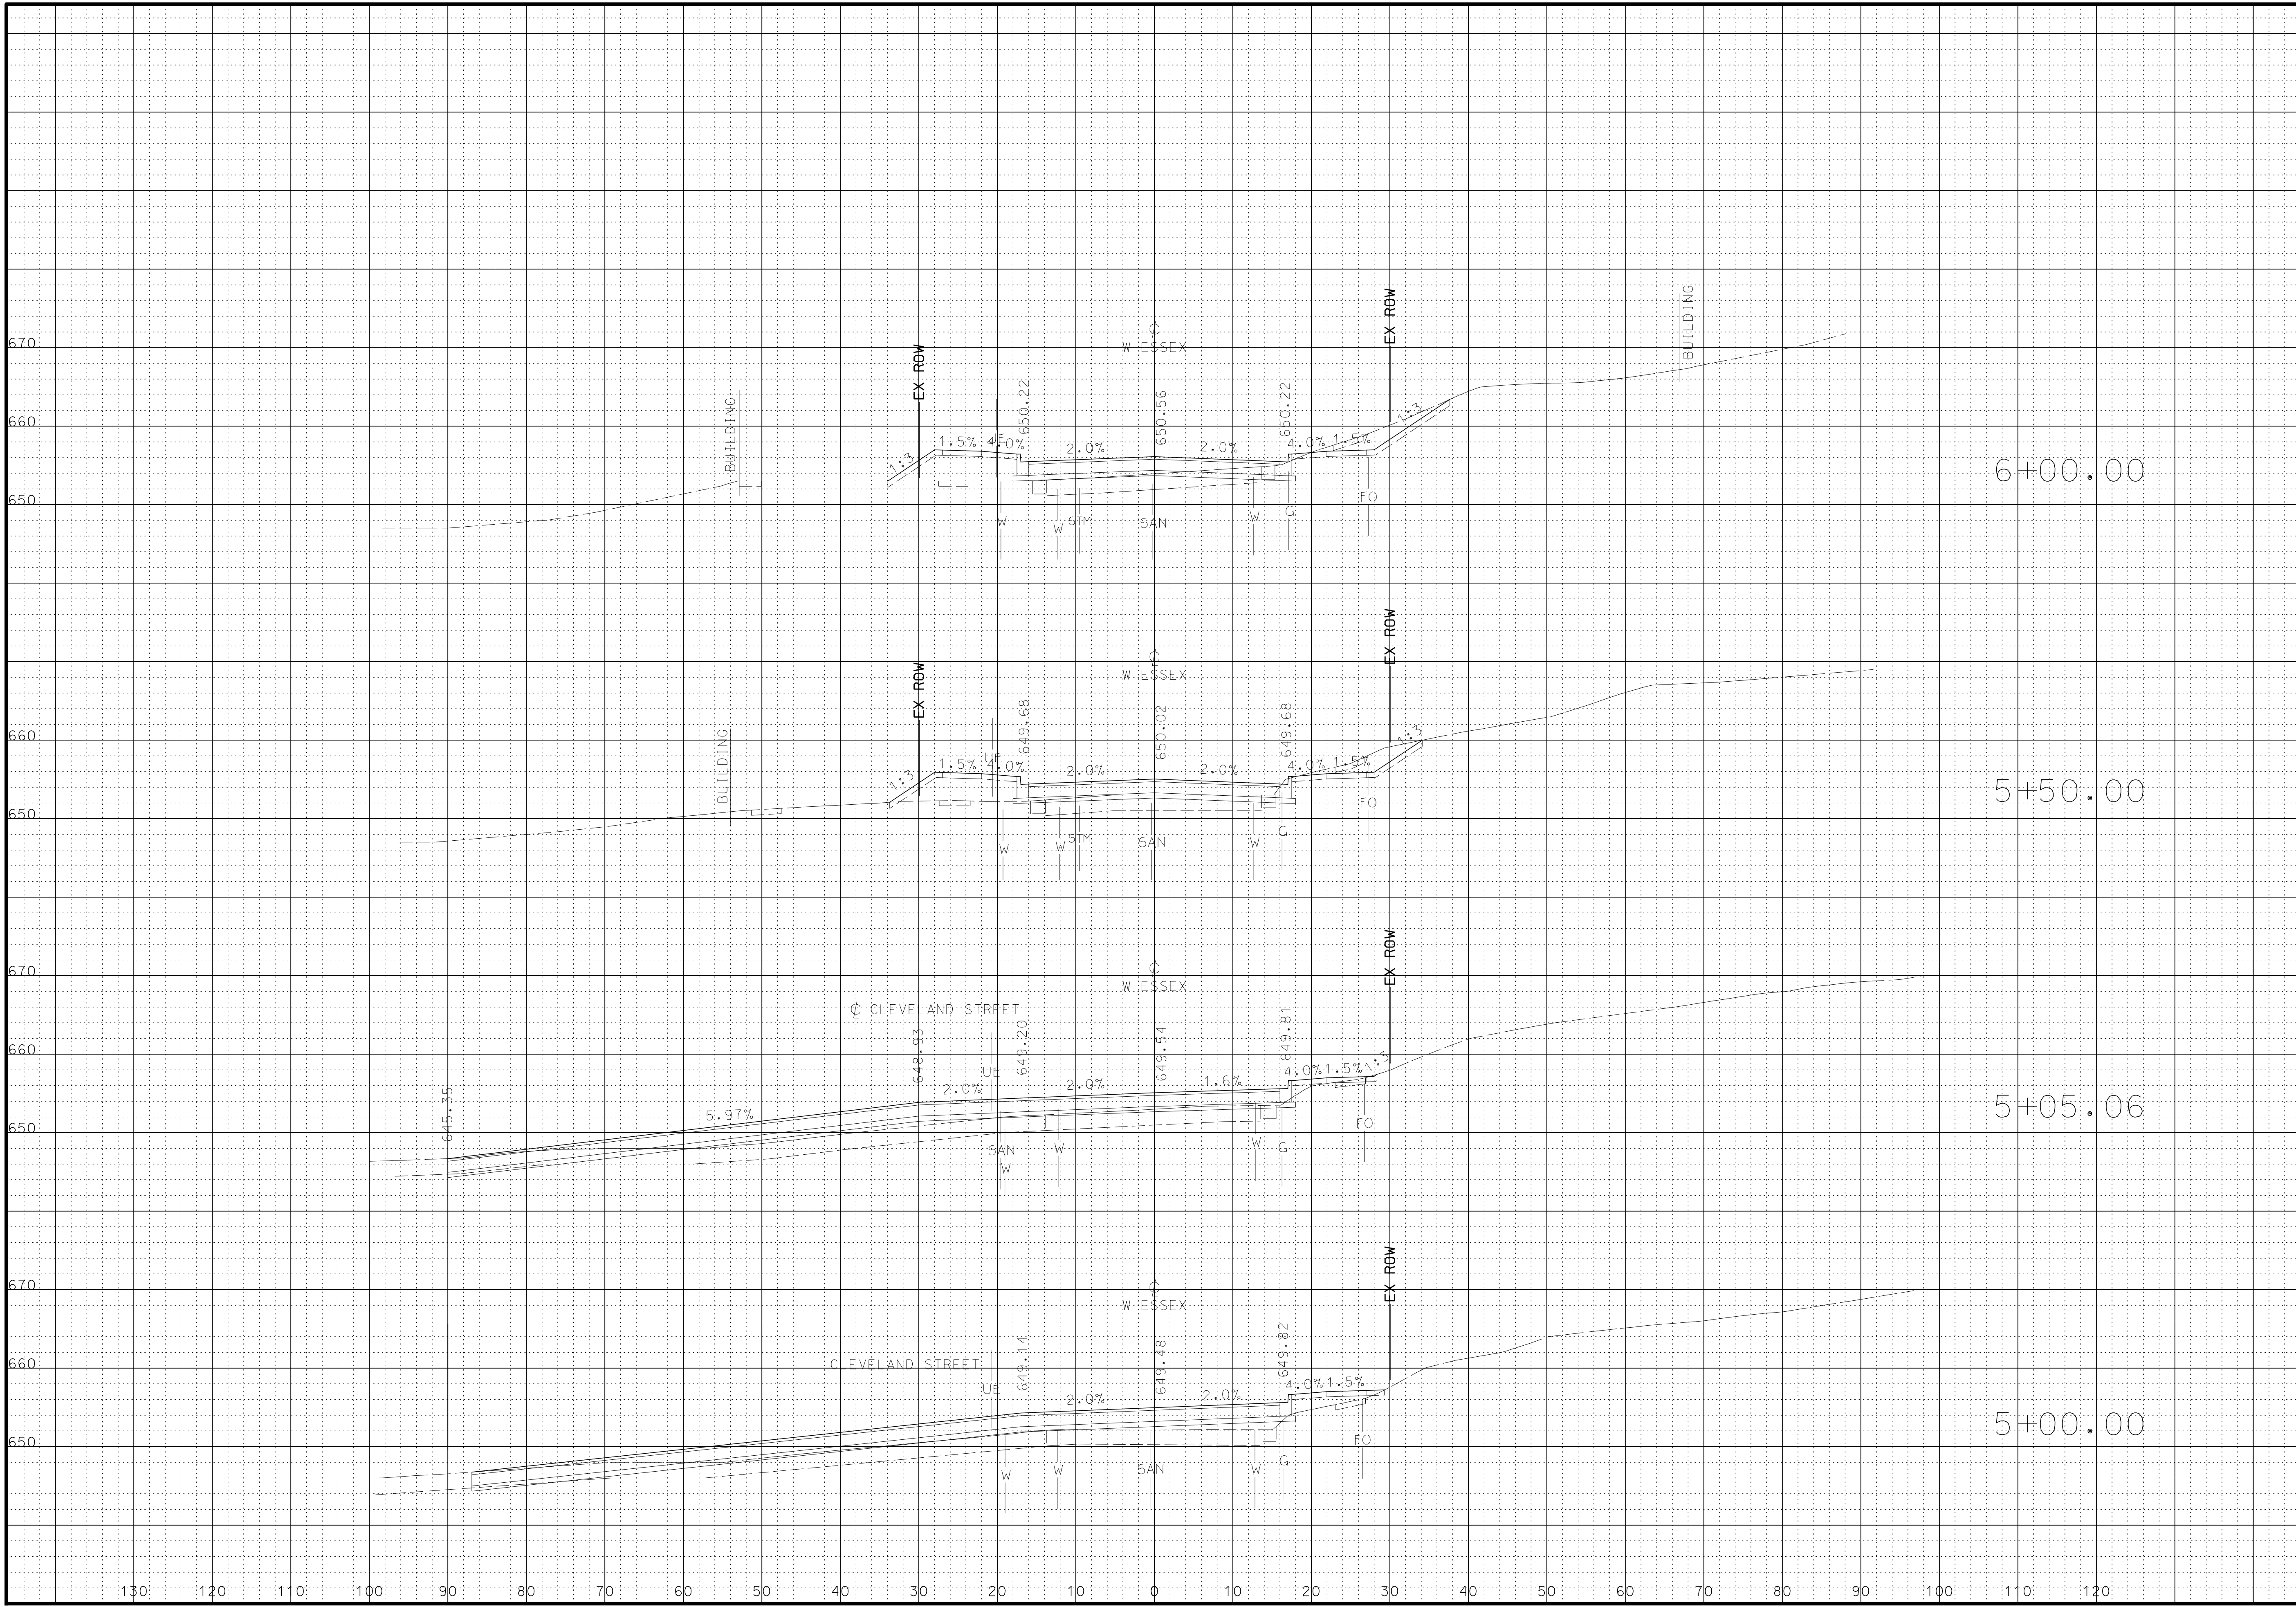 670
EX ROW
EX ROW
BUILDING
℄
W ESSEX
660
BUILDING
650.22
650.56
650.22
1:3
1.5%
UE
4.0%
2.0%
2.0%
4.0%
1.5%
1:3
6+00.00
650
W
W
STM
SAN
W
G
FO
EX ROW
EX ROW
℄
W ESSEX
660
BUILDING
649.68
650.02
649.68
1:3
1.5%
UE
4.0%
2.0%
2.0%
4.0%
1.5%
1:3
5+50.00
650
W
W
STM
SAN
W
G
FO
670
EX ROW
℄
W ESSEX
℄ CLEVELAND STREET
660
645.35
648.93
649.20
649.54
649.81
UE
5.97%
2.0%
2.0%
1.6%
4.0%
1.5%
1:3
5+05.06
650
SAN
W
W
W
G
FO
670
EX ROW
℄
W ESSEX
660
CLEVELAND STREET
649.14
649.48
649.82
UE
2.0%
2.0%
4.0%
1.5%
5+00.00
650
W
W
SAN
W
G
FO
130 120 110 100 90 80 70 60 50 40 30 20 10 0 10 20 30 40 50 60 70 80 90 100 110 120